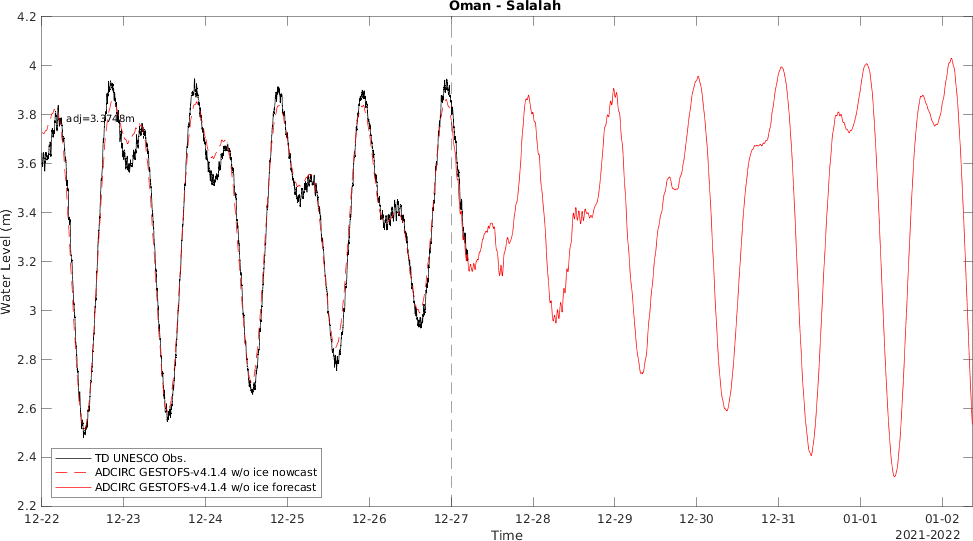 Oman - Salalah
4.2
4
3.8
3.6
3.4
3.2
3
2.8
2.6
2.4
2.2
Water Level (m)
adj=3.3748m
TD UNESCO Obs.
ADCIRC GESTOFS-v4.1.4 w/o ice nowcast
ADCIRC GESTOFS-v4.1.4 w/o ice forecast
12-22 12-23 12-24 12-25 12-26 12-27 12-28 12-29 12-30 12-31 01-01 01-02
Time
2021-2022